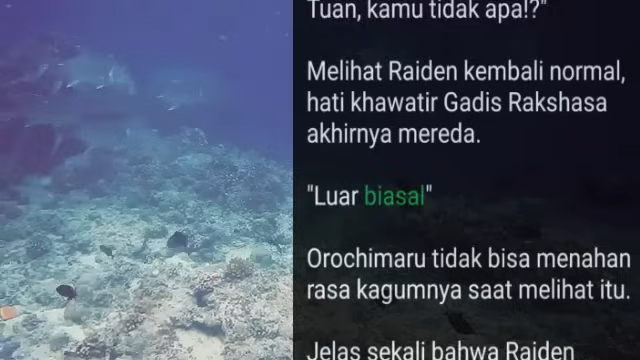 Tuan, kamu tidak apa!?"
Melihat Raiden kembali normal,
hati khawatir Gadis Rakshasa
akhirnya mereda.
"Luar biasal"
Orochimaru tidak bisa menahan
rasa kagumnya saat melihat itu.
Jelas sekali bahwa Raiden